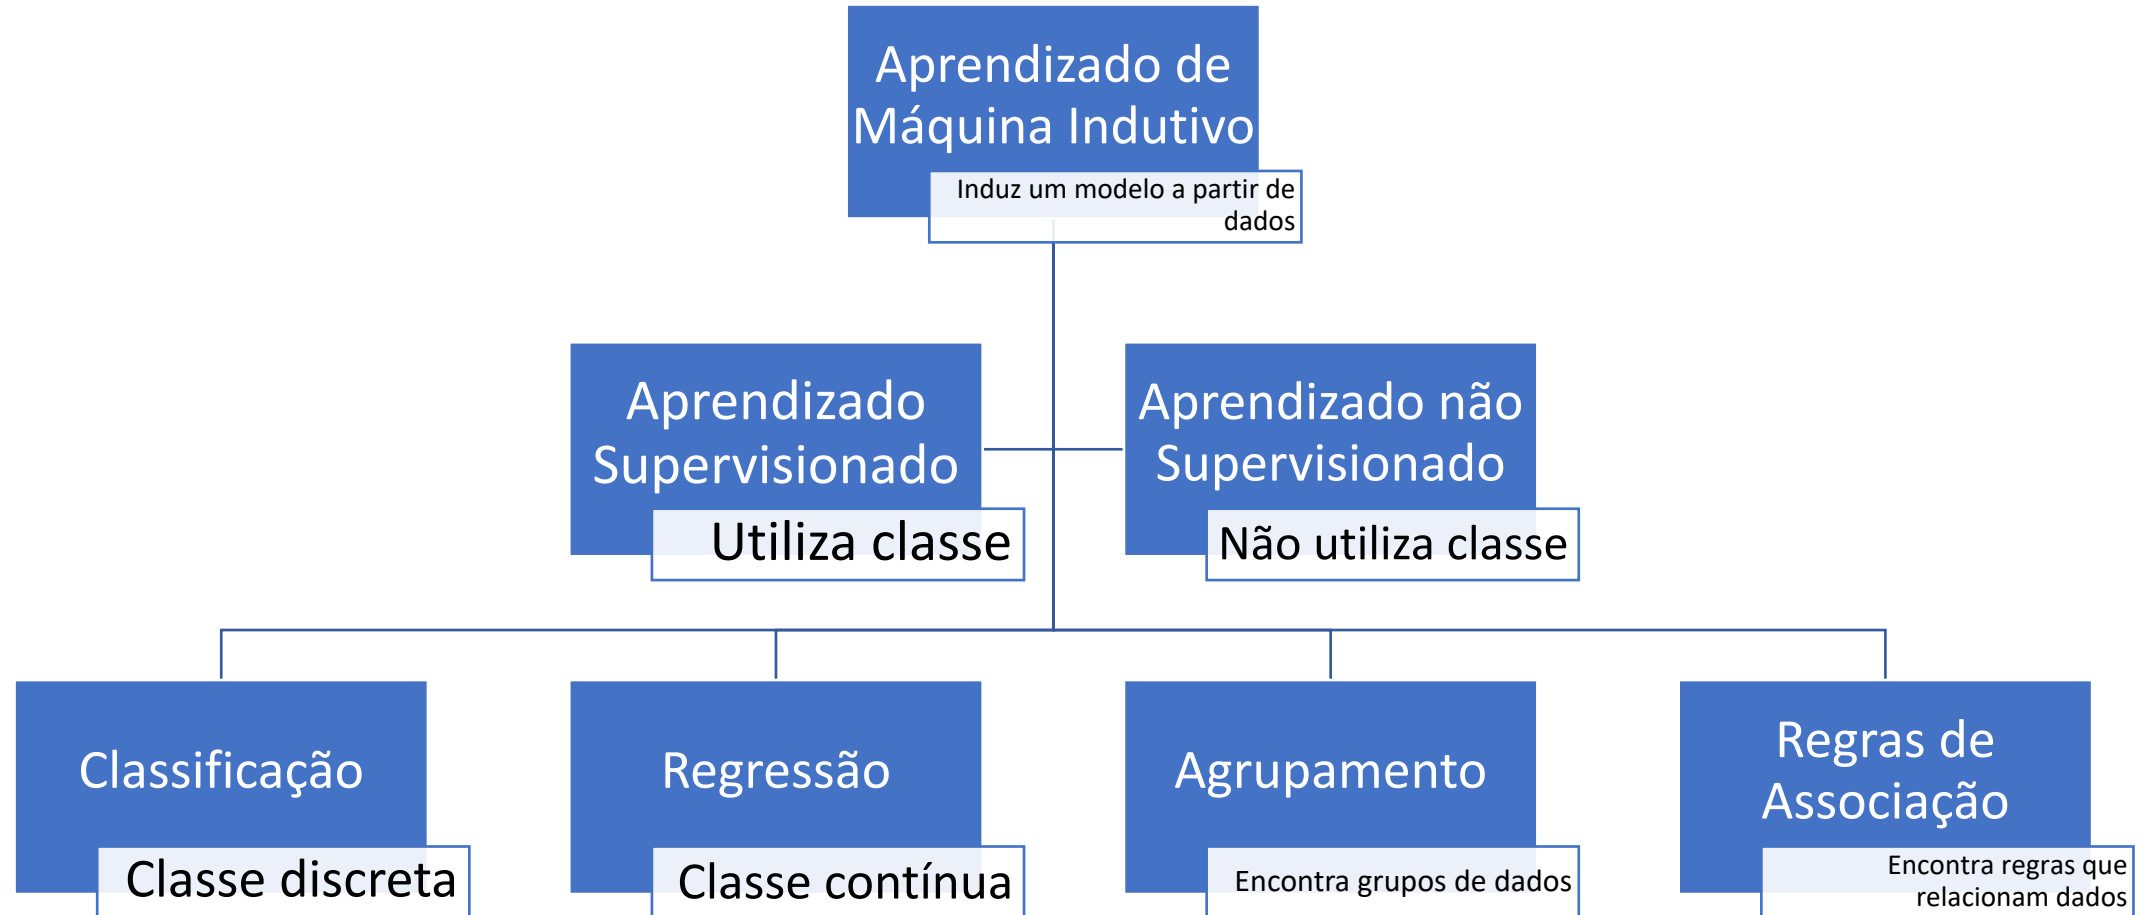 Aprendizado de
Máquina Indutivo
Induz um modelo a partir de
dados
Aprendizado
Supervisionado
Utiliza classe
Aprendizado não
Supervisionado
Não utiliza classe
Classificação
Classe discreta
Regressão
Classe contínua
Agrupamento
Encontra grupos de dados
Regras de
Associação
Encontra regras que
relacionam dados